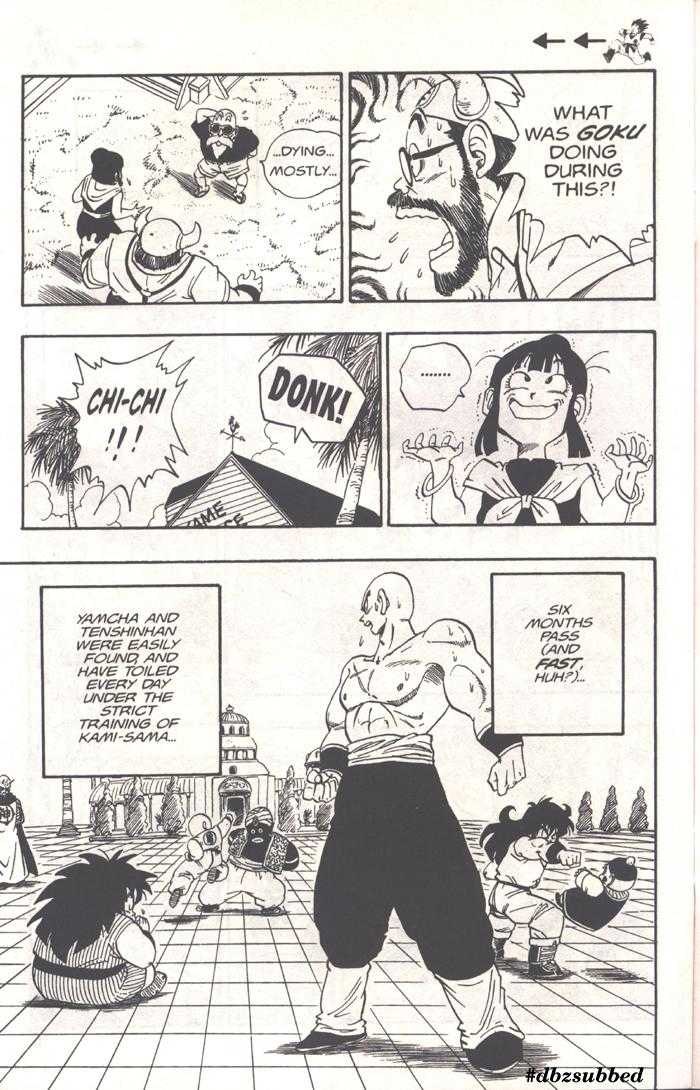 WHAT
WAS GOKU
DOING
DURING
THIS?!
...DYING...
MOSTLY...
.......
DONK!
CHI-CHI
!!!
KAME
SIX
MONTHS
PASS
(AND
FAST,
HUH?)...
YAMCHA AND
TENSHINHAN
WERE EASILY
FOUND, AND
HAVE TOILED
EVERY DAY
UNDER THE
STRICT
TRAINING OF
KAMI-SAMA...
#dbzsubbed